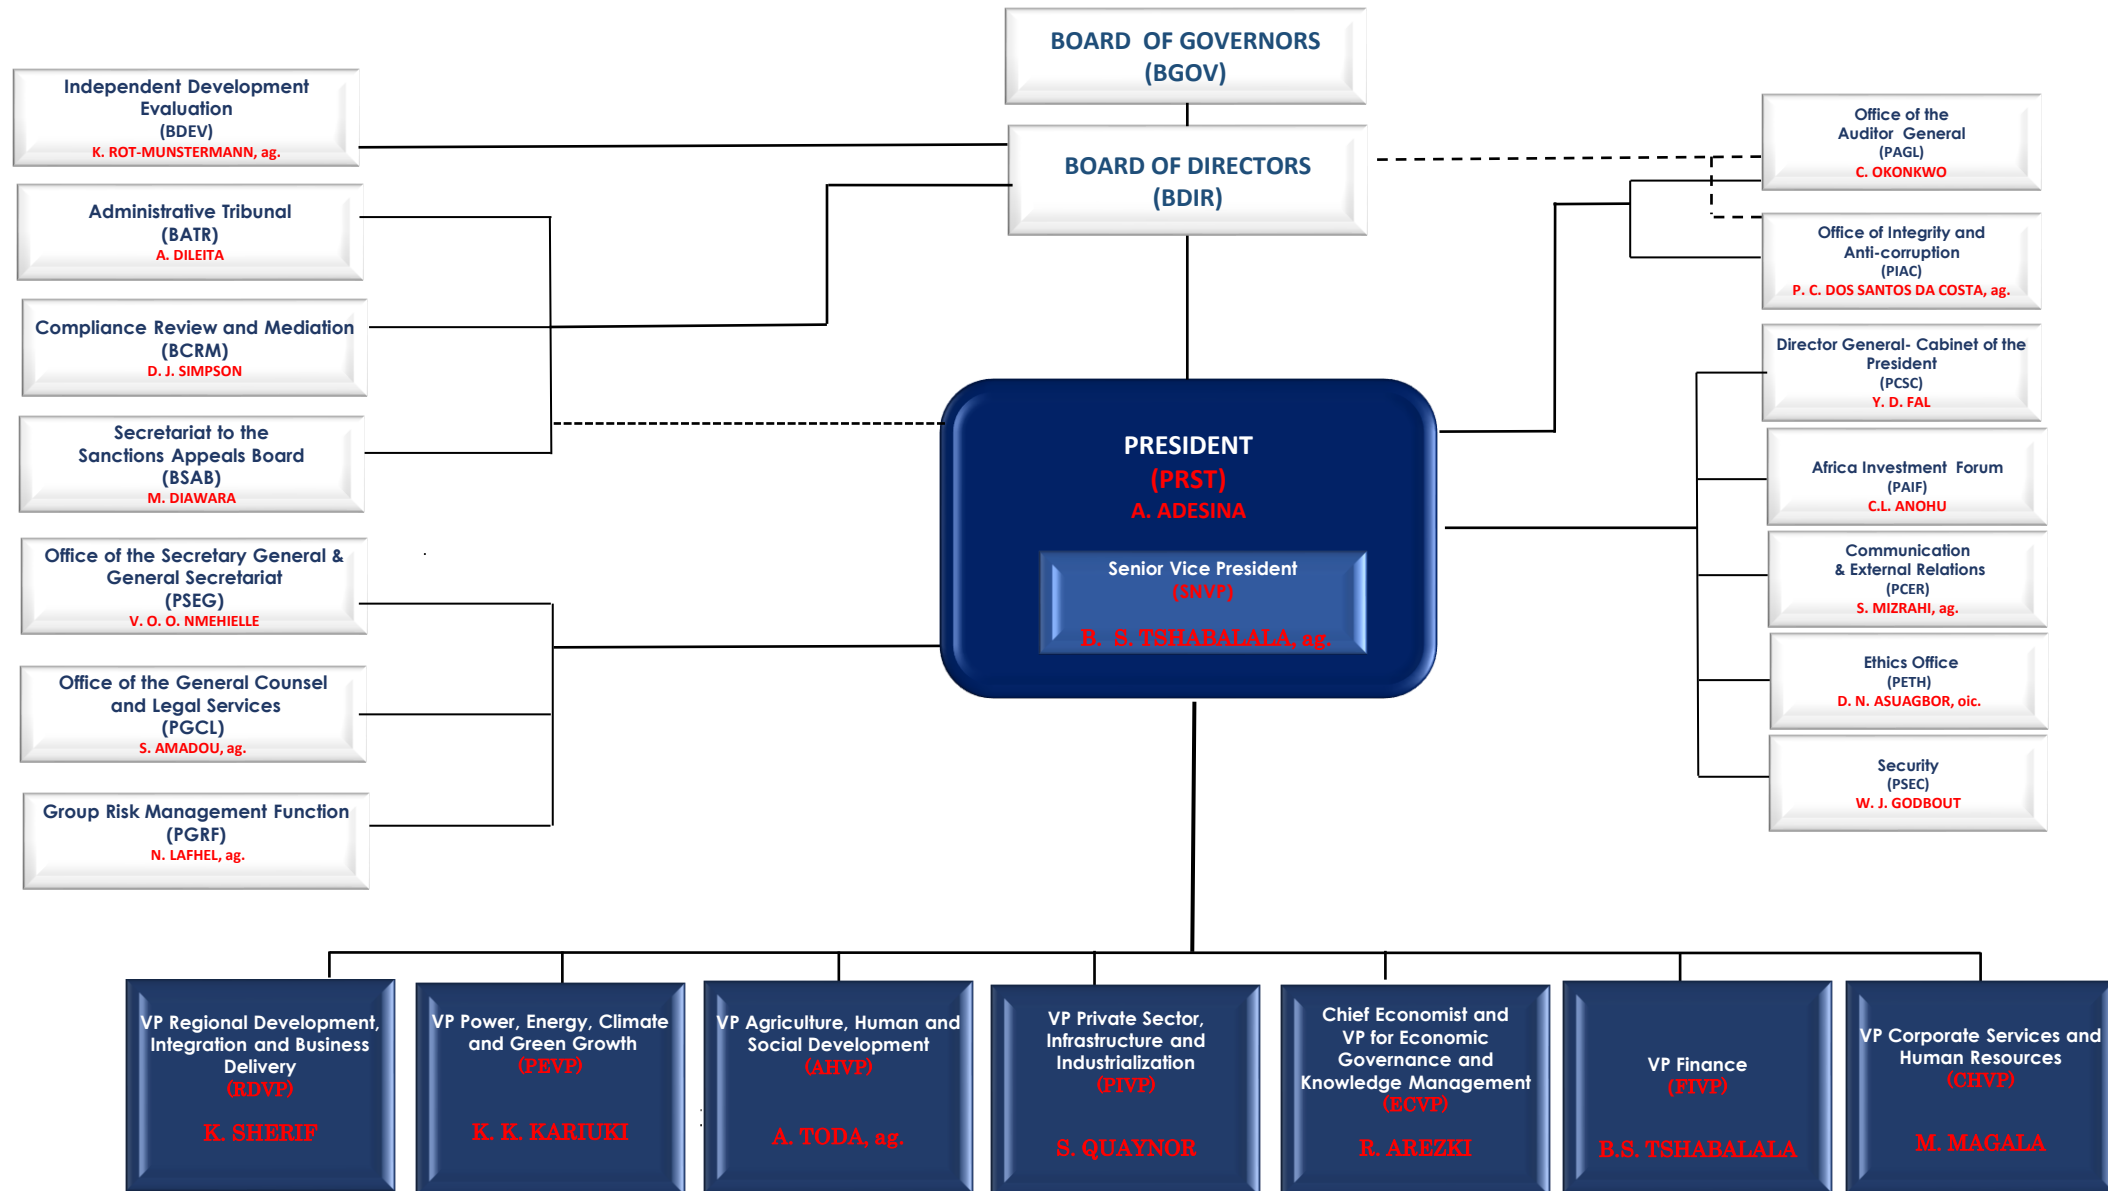 BOARD OF GOVERNORS
(BGOV)
BOARD OF DIRECTORS
(BDIR)
Independent Development
Evaluation
(BDEV)
K. ROT-MUNSTERMANN, ag.
Administrative Tribunal
(BATR)
A. DILEITA
Compliance Review and Mediation
(BCRM)
D. J. SIMPSON
Secretariat to the
Sanctions Appeals Board
(BSAB)
M. DIAWARA
Office of the Secretary General &
General Secretariat
(PSEG)
V. O. O. NMEHIELLE
Office of the General Counsel
and Legal Services
(PGCL)
S. AMADOU, ag.
Group Risk Management Function
(PGRF)
N. LAFHEL, ag.
PRESIDENT
(PRST)
A. ADESINA
Senior Vice President
(SNVP)
B. S. TSHABALALA, ag.
Office of the
Auditor General
(PAGL)
C. OKONKWO
Office of Integrity and
Anti-corruption
(PIAC)
P. C. DOS SANTOS DA COSTA, ag.
Director General- Cabinet of the
President
(PCSC)
Y. D. FAL
Africa Investment Forum
(PAIF)
C.L. ANOHU
Communication
& External Relations
(PCER)
S. MIZRAHI, ag.
Ethics Office
(PETH)
D. N. ASUAGBOR, oic.
Security
(PSEC)
W. J. GODBOUT
VP Regional Development,
Integration and Business
Delivery
(RDVP)
K. SHERIF
VP Power, Energy, Climate
and Green Growth
(PEVP)
K. K. KARIUKI
VP Agriculture, Human and
Social Development
(AHVP)
A. TODA, ag.
VP Private Sector,
Infrastructure and
Industrialization
(PIVP)
S. QUAYNOR
Chief Economist and
VP for Economic
Governance and
Knowledge Management
(ECVP)
R. AREZKI
VP Finance
(FIVP)
B.S. TSHABALALA
VP Corporate Services and
Human Resources
(CHVP)
M. MAGALA